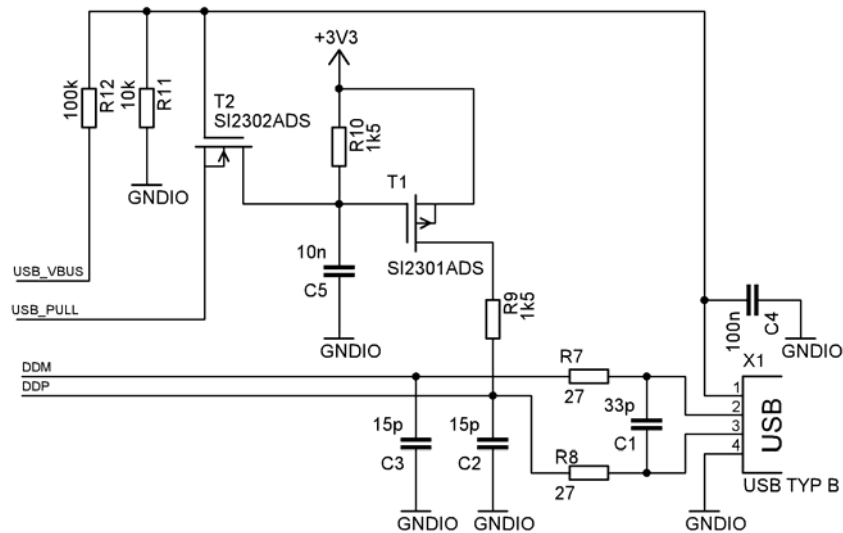 +3V3
100k
R12
10k
R11
T2
SI2302ADS
R10
1k5
GNDIO
T1
10n
C5
SI2301ADS
USB_VBUS
USB_PULL
R9
1k5
100n
C4
GNDIO
GNDIO
X1
DDM
DDP
R7
27
33p
C1
1
2
3
4
USB
15p
C3
15p
C2
R8
27
USB TYP B
GNDIO
GNDIO
GNDIO